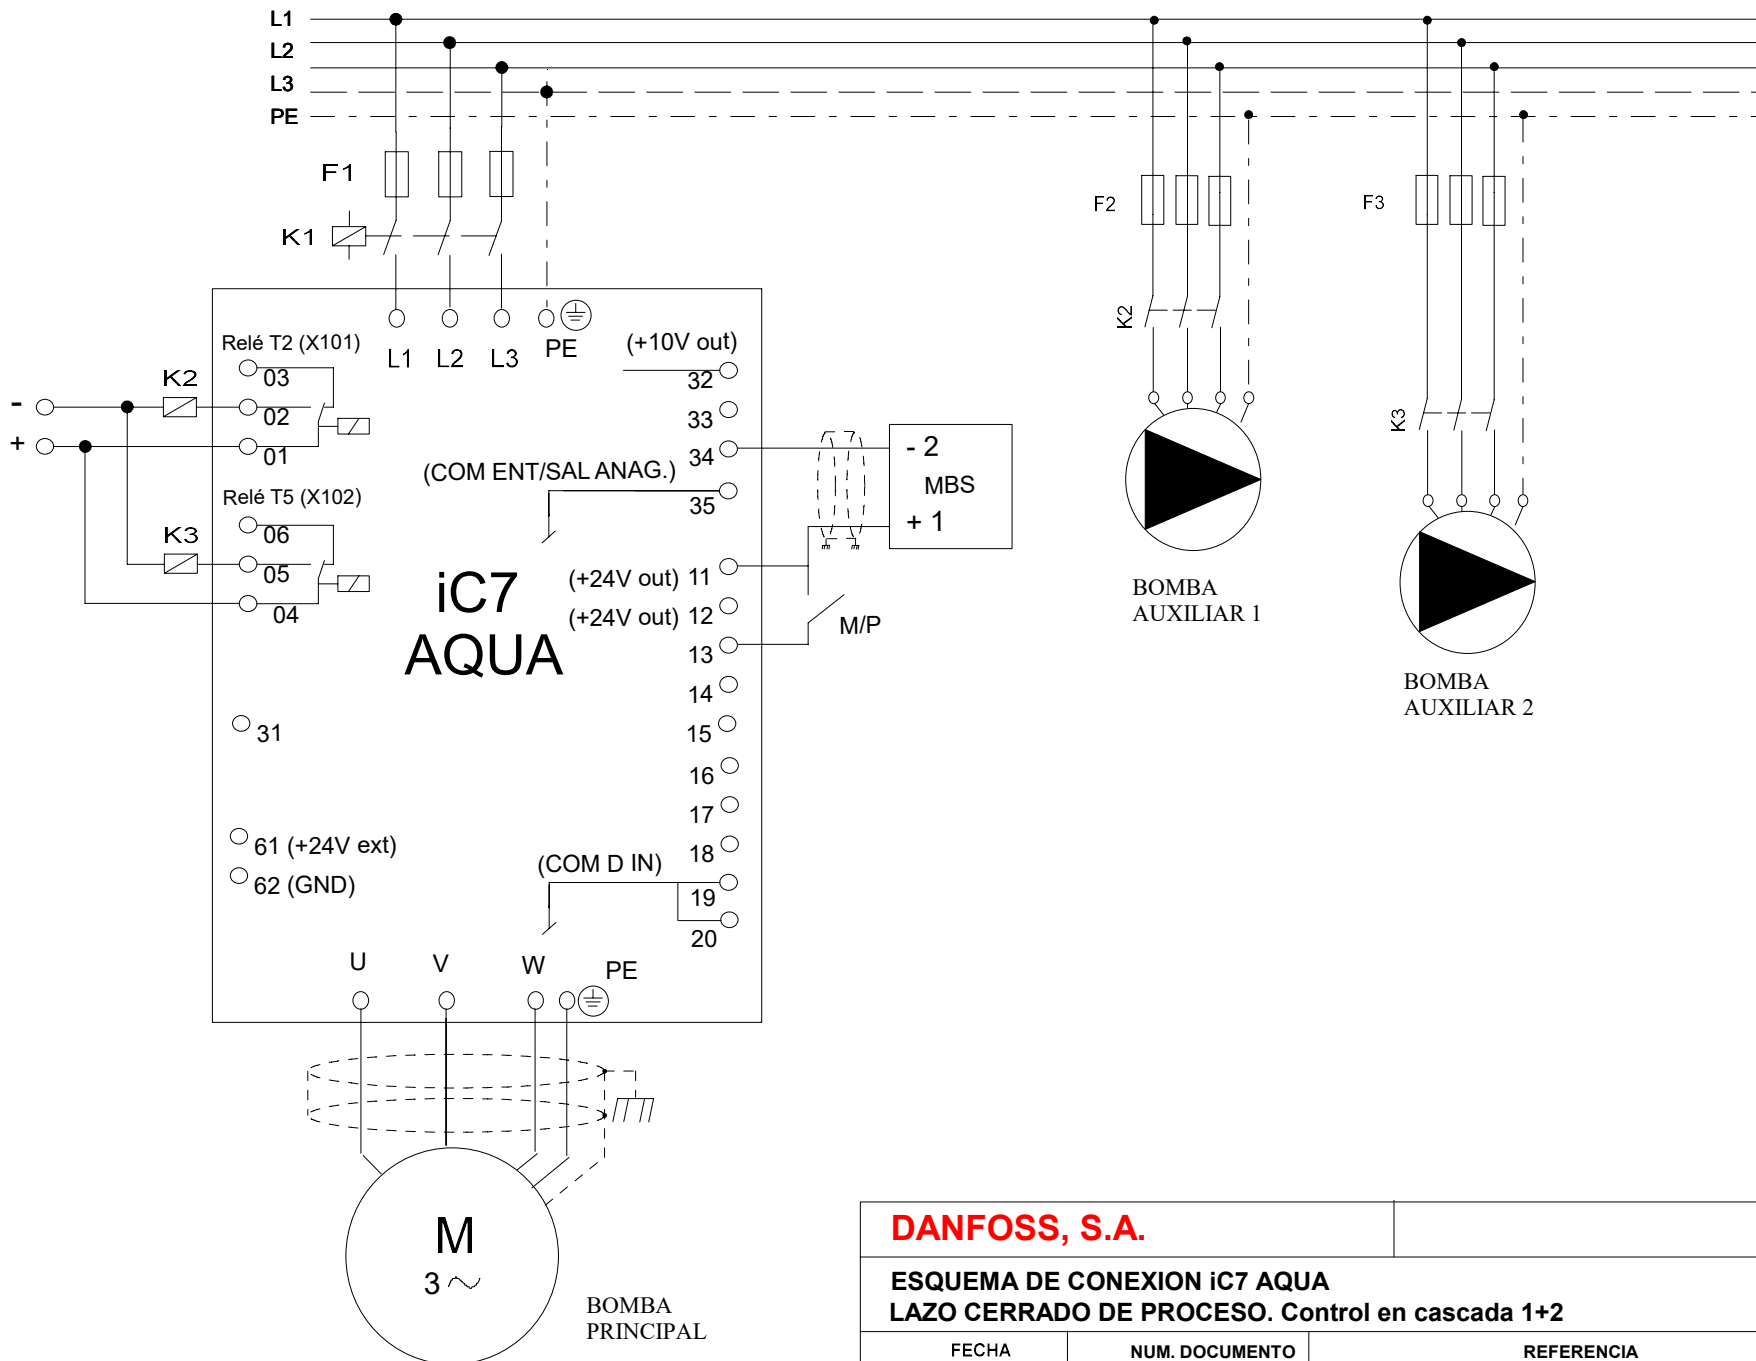 L1
L2
L3
PE
F1
K1
F2
F3
K2
K3
Relé T2 (X101)
03
02
01
K2
-
+
Relé T5 (X102)
06
05
04
K3
L1 L2 L3 PE
(+10V out)
32
33
34
(COM ENT/SAL ANAG.)
35
- 2
MBS
+ 1
iC7
AQUA
(+24V out) 11
(+24V out) 12
13
M/P
14
15
16
17
18
(COM D IN)
19
20
31
61 (+24V ext)
62 (GND)
U V W PE
M
3
BOMBA
PRINCIPAL
BOMBA
AUXILIAR 1
BOMBA
AUXILIAR 2
DANFOSS, S.A.
ESQUEMA DE CONEXION iC7 AQUA
LAZO CERRADO DE PROCESO. Control en cascada 1+2
FECHA NUM. DOCUMENTO REFERENCIA